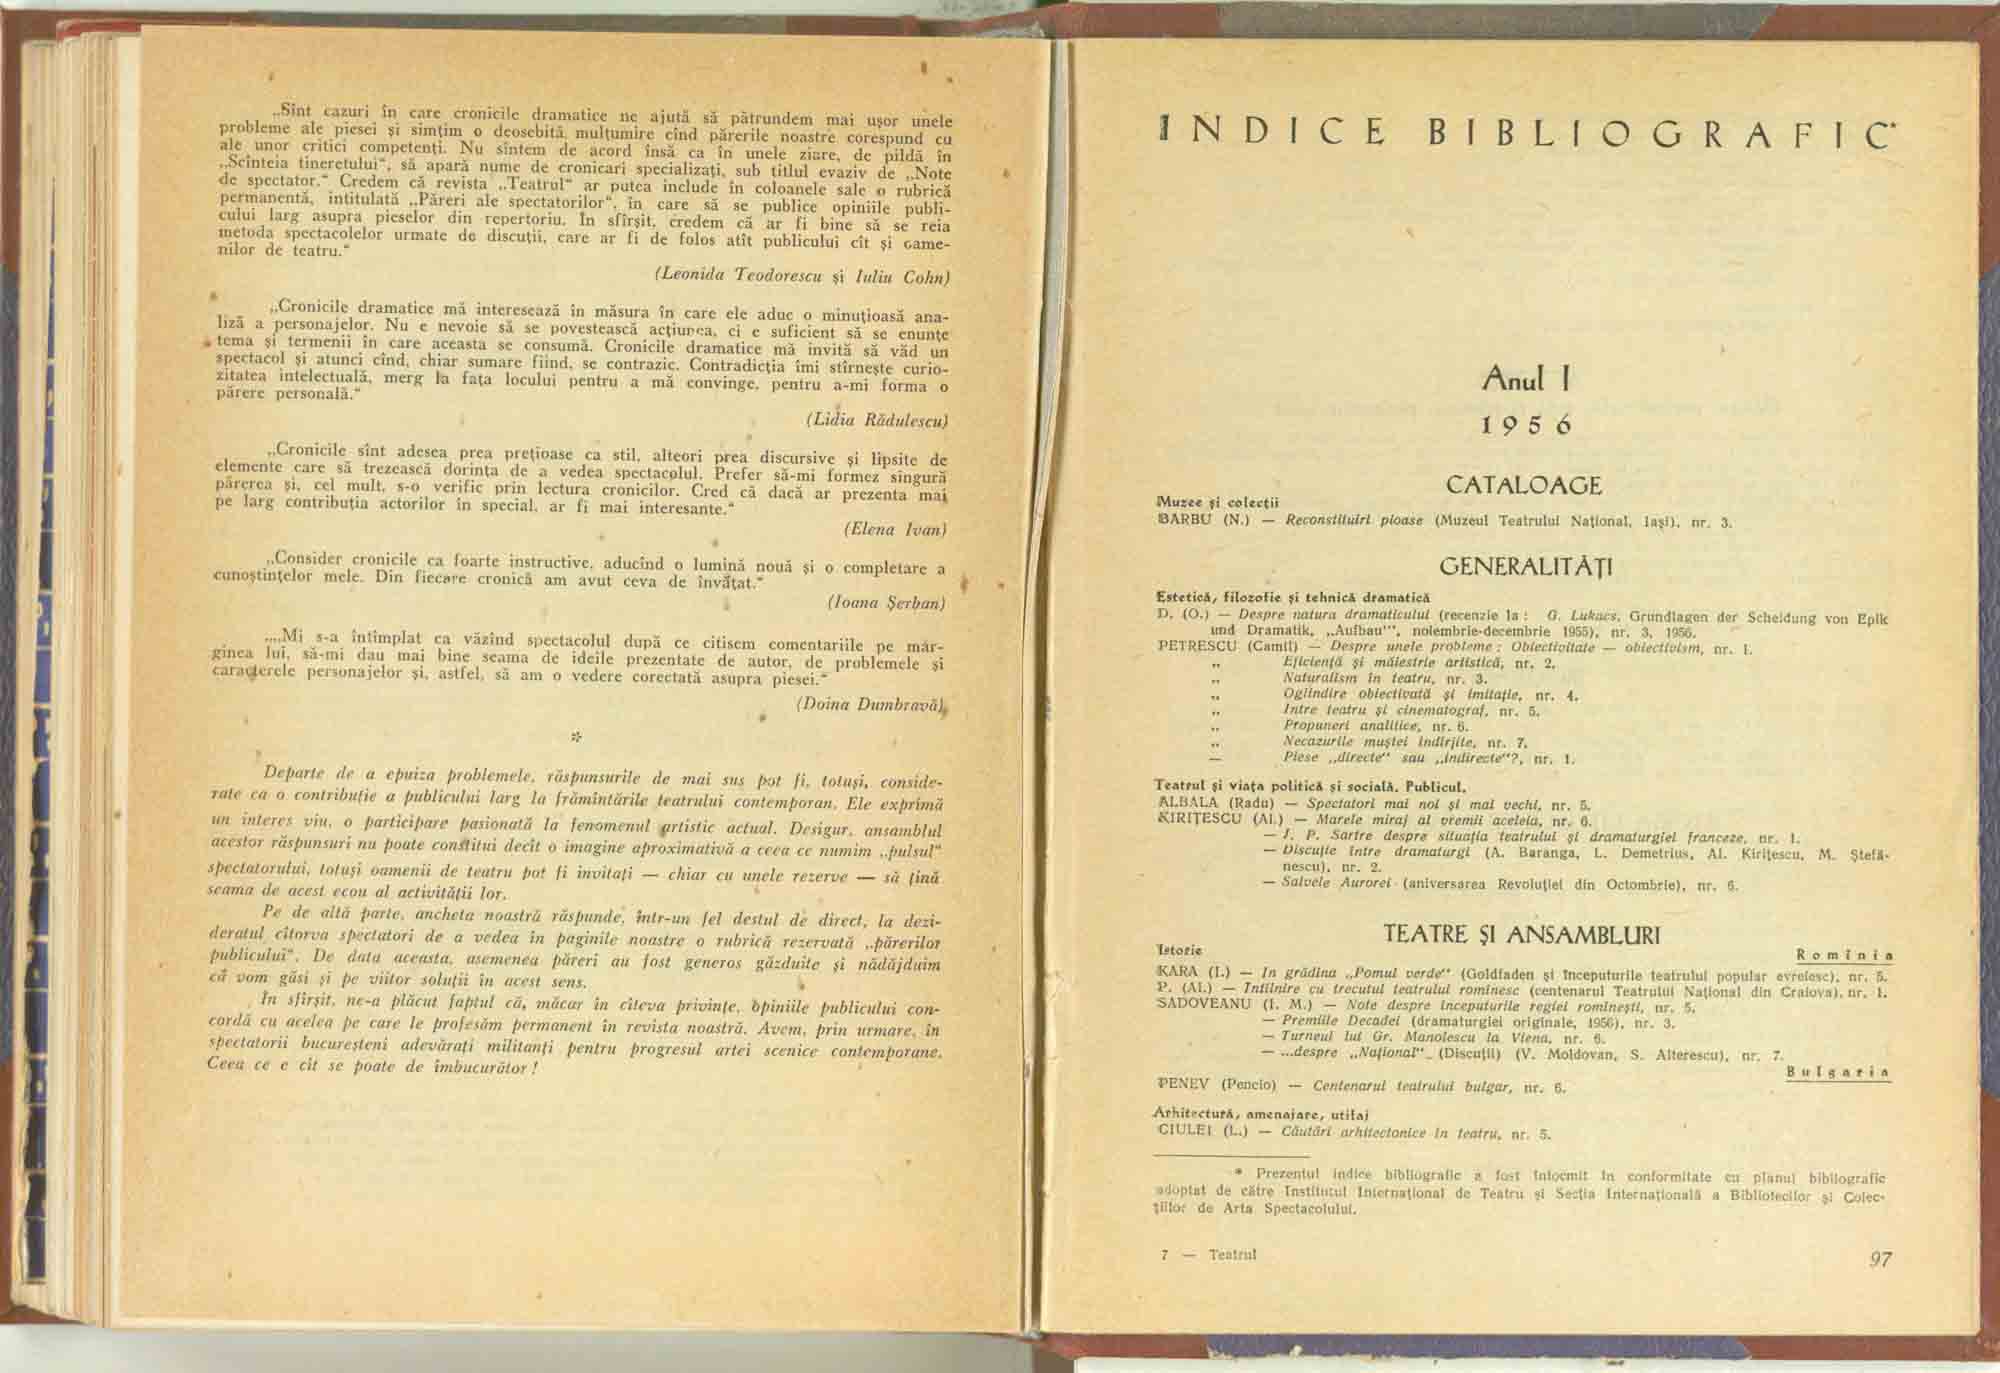 „Sînt cazuri în care cronicile dramatice ne ajută să pătrundem mai ușor unele
probleme ale piesei și simțim o deosebită mulțumire cînd părerile noastre corespund cu
ale unor critici competenți. Nu sîntem de acord însă ca în unele ziare, de pildă în
„Scînteia tineretului“, să apară nume de cronicari specializați, sub titlul evaziv de „Note
de spectator.“ Credem că revista „Teatrul“ ar putea include în coloanele sale o rubrică
permanentă, intitulată „Păreri ale spectatorilor“, în care să se publice opiniile publi-
cului larg asupra pieselor din repertoriu. În sfîrșit, credem că ar fi bine să se reia
metoda spectacolelor urmate de discuții, care ar fi de folos atît publicului cît și oame-
nilor de teatru.“
(Leonida Teodorescu și Iuliu Cohn)
„Cronicile dramatice mă interesează în măsura în care ele aduc o minuțioasă ana-
liză a personajelor. Nu e nevoie să se povestească acțiunea, ci e suficient să se enunțe
tema și termenii în care aceasta se consumă. Cronicile dramatice mă invită să văd un
spectacol și atunci cînd, chiar sumare fiind, se contrazic. Contradicția îmi stîrnește curio-
zitatea intelectuală, merg la fața locului pentru a mă convinge, pentru a-mi forma o
părere personală.“
(Lidia Rădulescu)
„Cronicile sînt adesea prea prețioase ca stil, alteori prea discursive și lipsite de
elemente care să trezească dorința de a vedea spectacolul. Prefer să-mi formez singură
părerea și, cel mult, s-o verific prin lectura cronicilor. Cred că dacă ar prezenta mai
pe larg contribuția actorilor în special, ar fi mai interesante.“
(Elena Ivan)
„Consider cronicile ca foarte instructive, aducînd o lumină nouă și o completare a
cunoștințelor mele. Din fiecare cronică am avut ceva de învățat.“
(Ioana Șerban)
„...Mi s-a întîmplat ca văzînd spectacolul după ce citisem comentariile pe măr-
ginea lui, să-mi dau mai bine seama de ideile prezentate de autor, de problemele și
caracterele personajelor și, astfel, să am o vedere corectată asupra piesei.“
(Doina Dumbravă)
*
Departe de a epuiza problemele, răspunsurile de mai sus pot fi, totuși, conside-
rate ca o contribuție a publicului larg la frămîntările teatrului contemporan. Ele exprimă
un interes viu, o participare pasionată la fenomenul artistic actual. Desigur, ansamblul
acestor răspunsuri nu poate constitui decît o imagine aproximativă a ceea ce numim „pulsul“
spectatorului, totuși oamenii de teatru pot fi invitați — chiar cu unele rezerve — să țină
seama de acest ecou al activității lor.
Pe de altă parte, ancheta noastră răspunde, într-un fel destul de direct, la dezi-
deratul cîtorva spectatori de a vedea în paginile noastre o rubrică rezervată „părerilor
publicului“. De data aceasta, asemenea păreri au fost generos găzduite și nădăjduim
că vom găsi și pe viitor soluții în acest sens.
În sfîrșit, ne-a plăcut faptul că, măcar în cîteva privințe, opiniile publicului con-
cordă cu acelea pe care le profesăm permanent în revista noastră. Avem, prin urmare, în
spectatorii bucureșteni adevărați militanți pentru progresul artei scenice contemporane.
Ceea ce e cît se poate de îmbucurător !
INDICE BIBLIOGRAFIC*
Anul I
1956
CATALOAGE
Muzee și colecții
BARBU (N.) — Reconstituiri pioase (Muzeul Teatrului Național, Iași), nr. 3.
GENERALITĂȚI
Estetică, filozofie și tehnică dramatică
D. (O.) — Despre natura dramaticului (recenzie la : G. Lukacs, Grundlagen der Scheidung von Epik
und Dramatik, „Aufbau“', noiembrie-decembrie 1955), nr. 3, 1956.
PETRESCU (Camil) — Despre unele probleme : Obiectivitate — obiectivism, nr. 1.
„ Eficiență și măiestrie artistică, nr. 2.
„ Naturalism în teatru, nr. 3.
„ Oglindire obiectivată și imitație, nr. 4.
„ Intre teatru și cinematograf, nr. 5.
„ Propuneri analitice, nr. 6.
„ Necazurile muștei îndîrjite, nr. 7.
— Piese „directe“ sau „indirecte“?, nr. 1.
Teatrul și viața politică și socială. Publicul.
ALBALA (Radu) — Spectatori mai noi și mai vechi, nr. 5.
KIRIȚESCU (Al.) — Marele miraj al vremii aceleia, nr. 6.
— J. P. Sartre despre situația teatrului și dramaturgiei franceze, nr. 1.
— Discuție între dramaturgi (A. Baranga, L. Demetrius, Al. Kirițescu, M. Ștefă-
nescu), nr. 2.
— Salvele Aurorei (aniversarea Revoluției din Octombrie), nr. 6.
TEATRE ȘI ANSAMBLURI
Istorie
Romînia
KARA (I.) — In grădina „Pomul verde“ (Goldfaden și începuturile teatrului popular evreiesc), nr. 5.
P. (Al.) — Intîlnire cu trecutul teatrului romînesc (centenarul Teatrului Național din Craiova), nr. 1.
SADOVEANU (I. M.) — Note despre începuturile regiei romînești, nr. 5.
— Premiile Decadei (dramaturgiei originale, 1956), nr. 3.
— Turneul lui Gr. Manolescu la Viena, nr. 6.
— ...despre „Național“ (Discuții) (V. Moldovan, S. Alterescu), nr. 7.
Bulgaria
PENEV (Pencio) — Centenarul teatrului bulgar, nr. 6.
Arhitectură, amenajare, utilaj
CIULEI (L.) — Căutări arhitectonice în teatru, nr. 5.
* Prezentul indice bibliografic a fost întocmit în conformitate cu planul bibliografic
adoptat de către Institutul Internațional de Teatru și Secția Internațională a Bibliotecilor și Colec-
țiilor de Arta Spectacolului.
7 — Teatrul
97